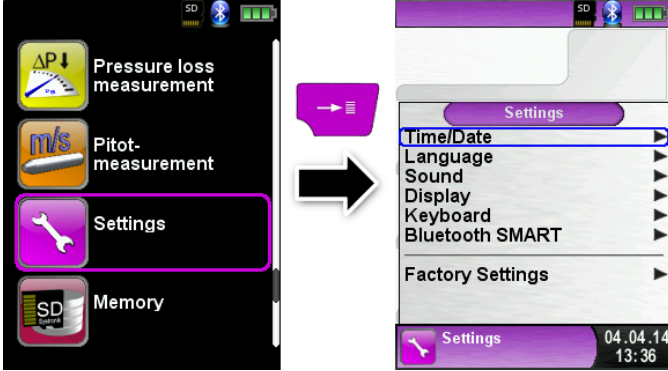 SD
ΔP
Pa
Pressure loss
measurement
m/s
Pitot-
measurement
Settings
SD
Memory
SD
Settings
Time/Date
Language
Sound
Display
Keyboard
Bluetooth SMART
Factory Settings
Settings
04.04.14
13:36